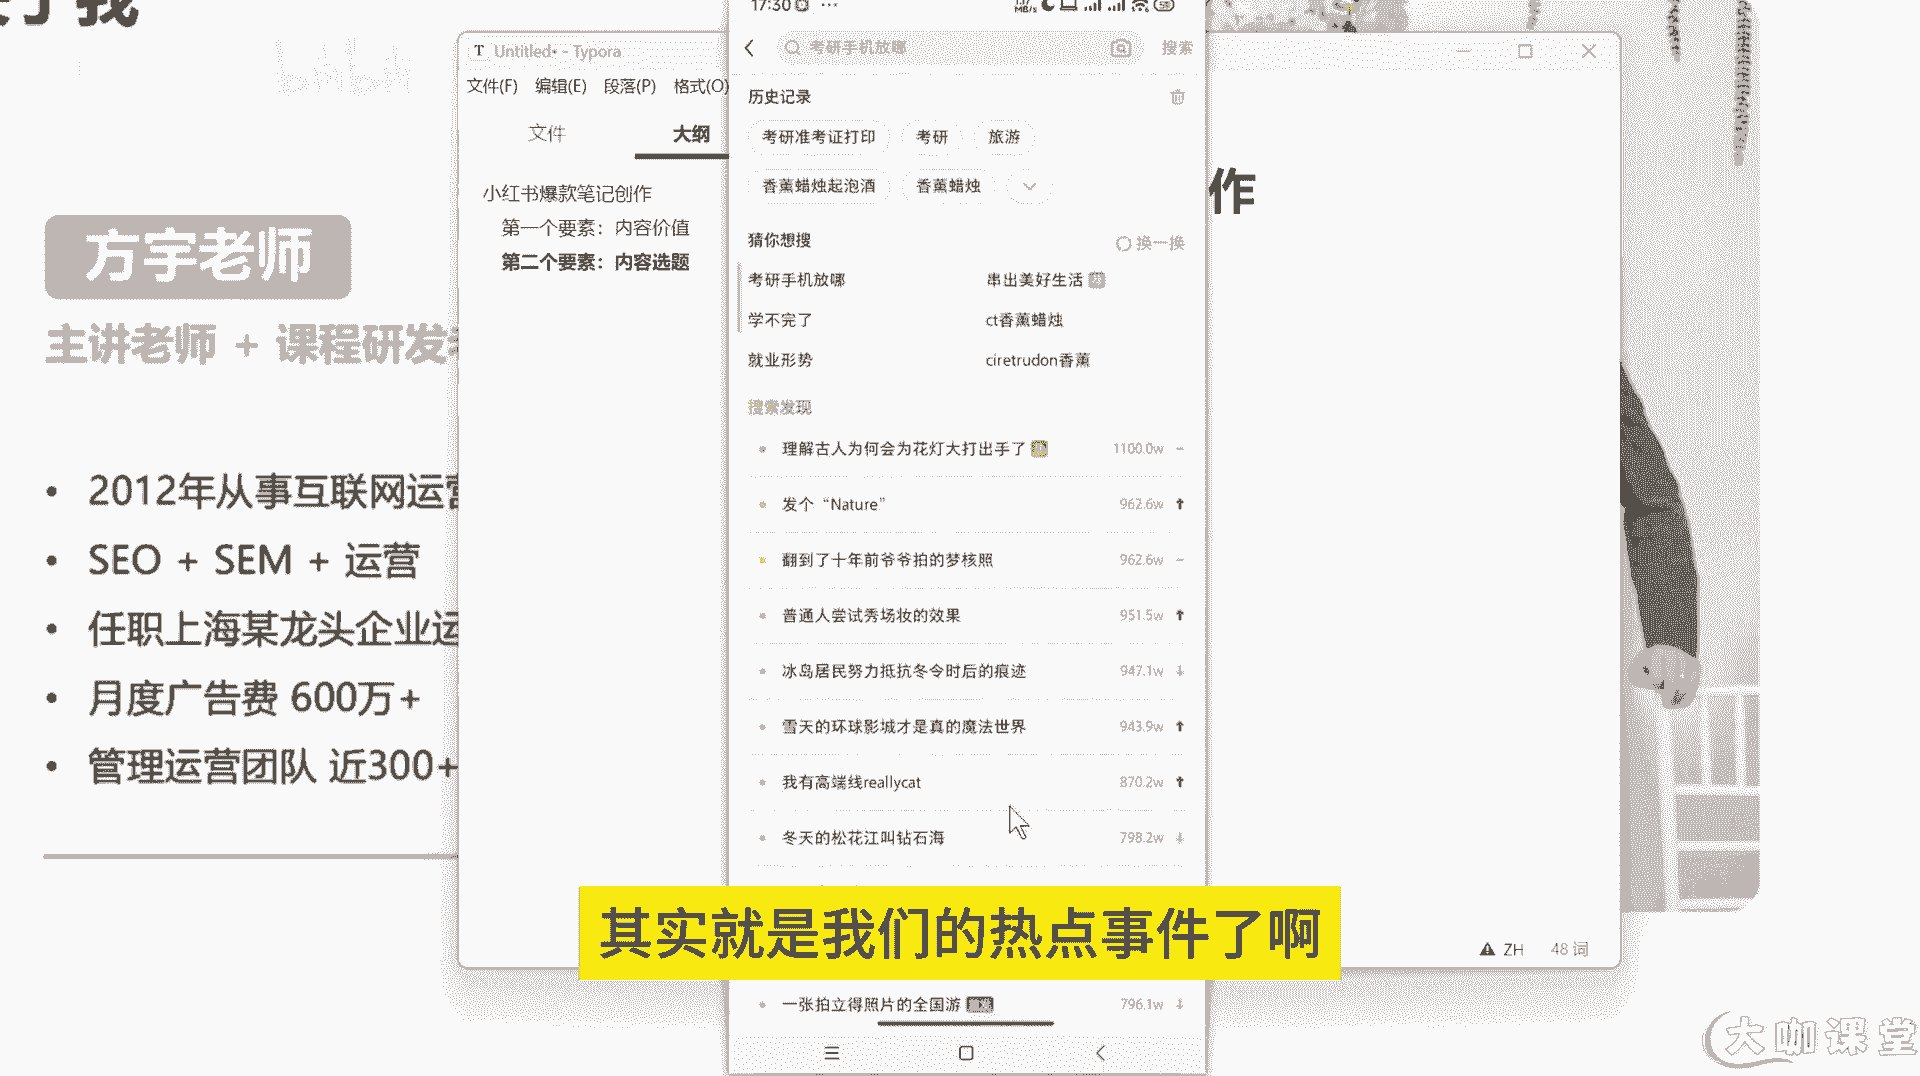 方宇老师
主讲老师 + 课程研发
• 2012年从事互联网运营
• SEO + SEM + 运营
• 任职上海某龙头企业运
• 月度广告费 600万+
• 管理运营团队 近300+
Untitled• - Typora
文件(F) 编辑(E) 段落(P) 格式(O)
文件 大纲
小红书爆款笔记创作
第一个要素：内容价值
第二个要素：内容选题
作
ZH 48 词
17:30
考研手机放哪 搜索
历史记录
考研准考证打印 考研 旅游
香薰蜡烛起泡酒 香薰蜡烛
猜你想搜 换一换
考研手机放哪 串出美好生活
学不完了 ct香薰蜡烛
就业形势 ciretrudon香薰
搜索发现
理解古人为何会为花灯大打出手了 1100.0w
发个“Nature” 962.6w
翻到了十年前爷爷拍的梦核照 962.6w
普通人尝试秀场妆的效果 951.5w
冰岛居民努力抵抗冬令时后的痕迹 947.1w
雪天的环球影城才是真的魔法世界 943.9w
我有高端线reallycat 870.2w
冬天的松花江叫钻石海 798.2w
其实就是我们的热点事件了啊
一张拍立得照片的全国游 796.1w
大咖课堂